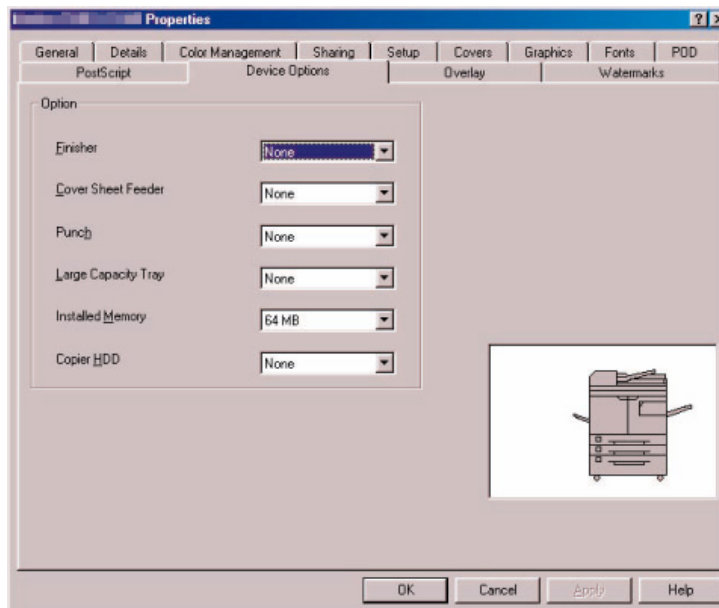 Properties
General Details Color Management Sharing Setup Covers Graphics Fonts POD
PostScript Device Options Overlay Watermarks
Option
Finisher None
Cover Sheet Feeder None
Punch None
Large Capacity Tray None
Installed Memory 64 MB
Copier HDD None
OK Cancel Apply Help